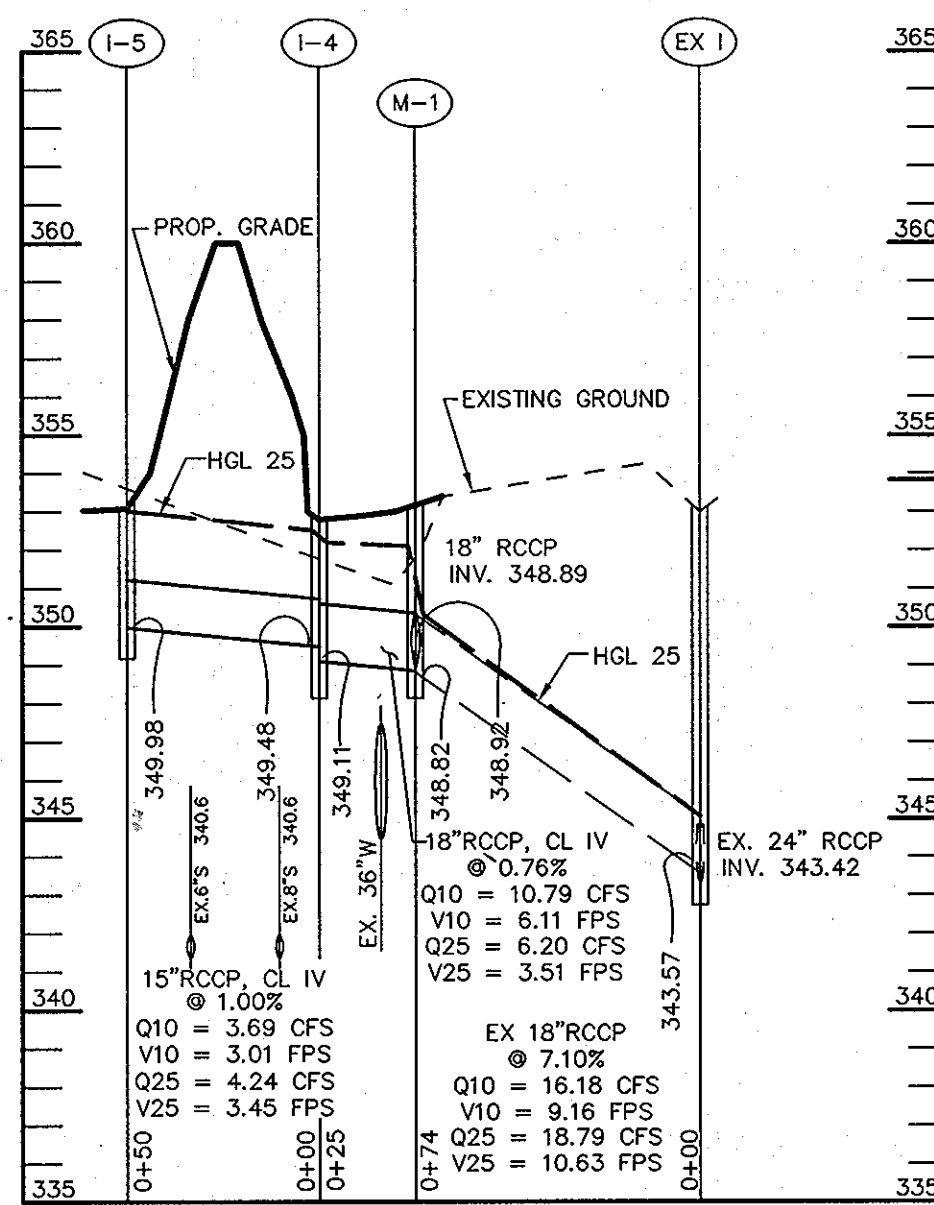 I-5
I-4
EX I
M-1
365
365
PROP. GRADE
360
360
EXISTING GROUND
355
355
HGL 25
18" RCCP
INV. 348.89
350
350
HGL 25
349.98
349.48
349.11
348.82
348.92
345
345
EX.6"S 340.6
EX.8"S 340.6
EX. 36"W
18"RCCP, CL IV
@ 0.76%
Q10 = 10.79 CFS
V10 = 6.11 FPS
Q25 = 6.20 CFS
V25 = 3.51 FPS
EX. 24" RCCP
INV. 343.42
343.57
15"RCCP, CL IV
@ 1.00%
Q10 = 3.69 CFS
V10 = 3.01 FPS
Q25 = 4.24 CFS
V25 = 3.45 FPS
340
340
EX 18"RCCP
@ 7.10%
Q10 = 16.18 CFS
V10 = 9.16 FPS
Q25 = 18.79 CFS
V25 = 10.63 FPS
0+50
0+00
0+25
0+74
0+00
335
335